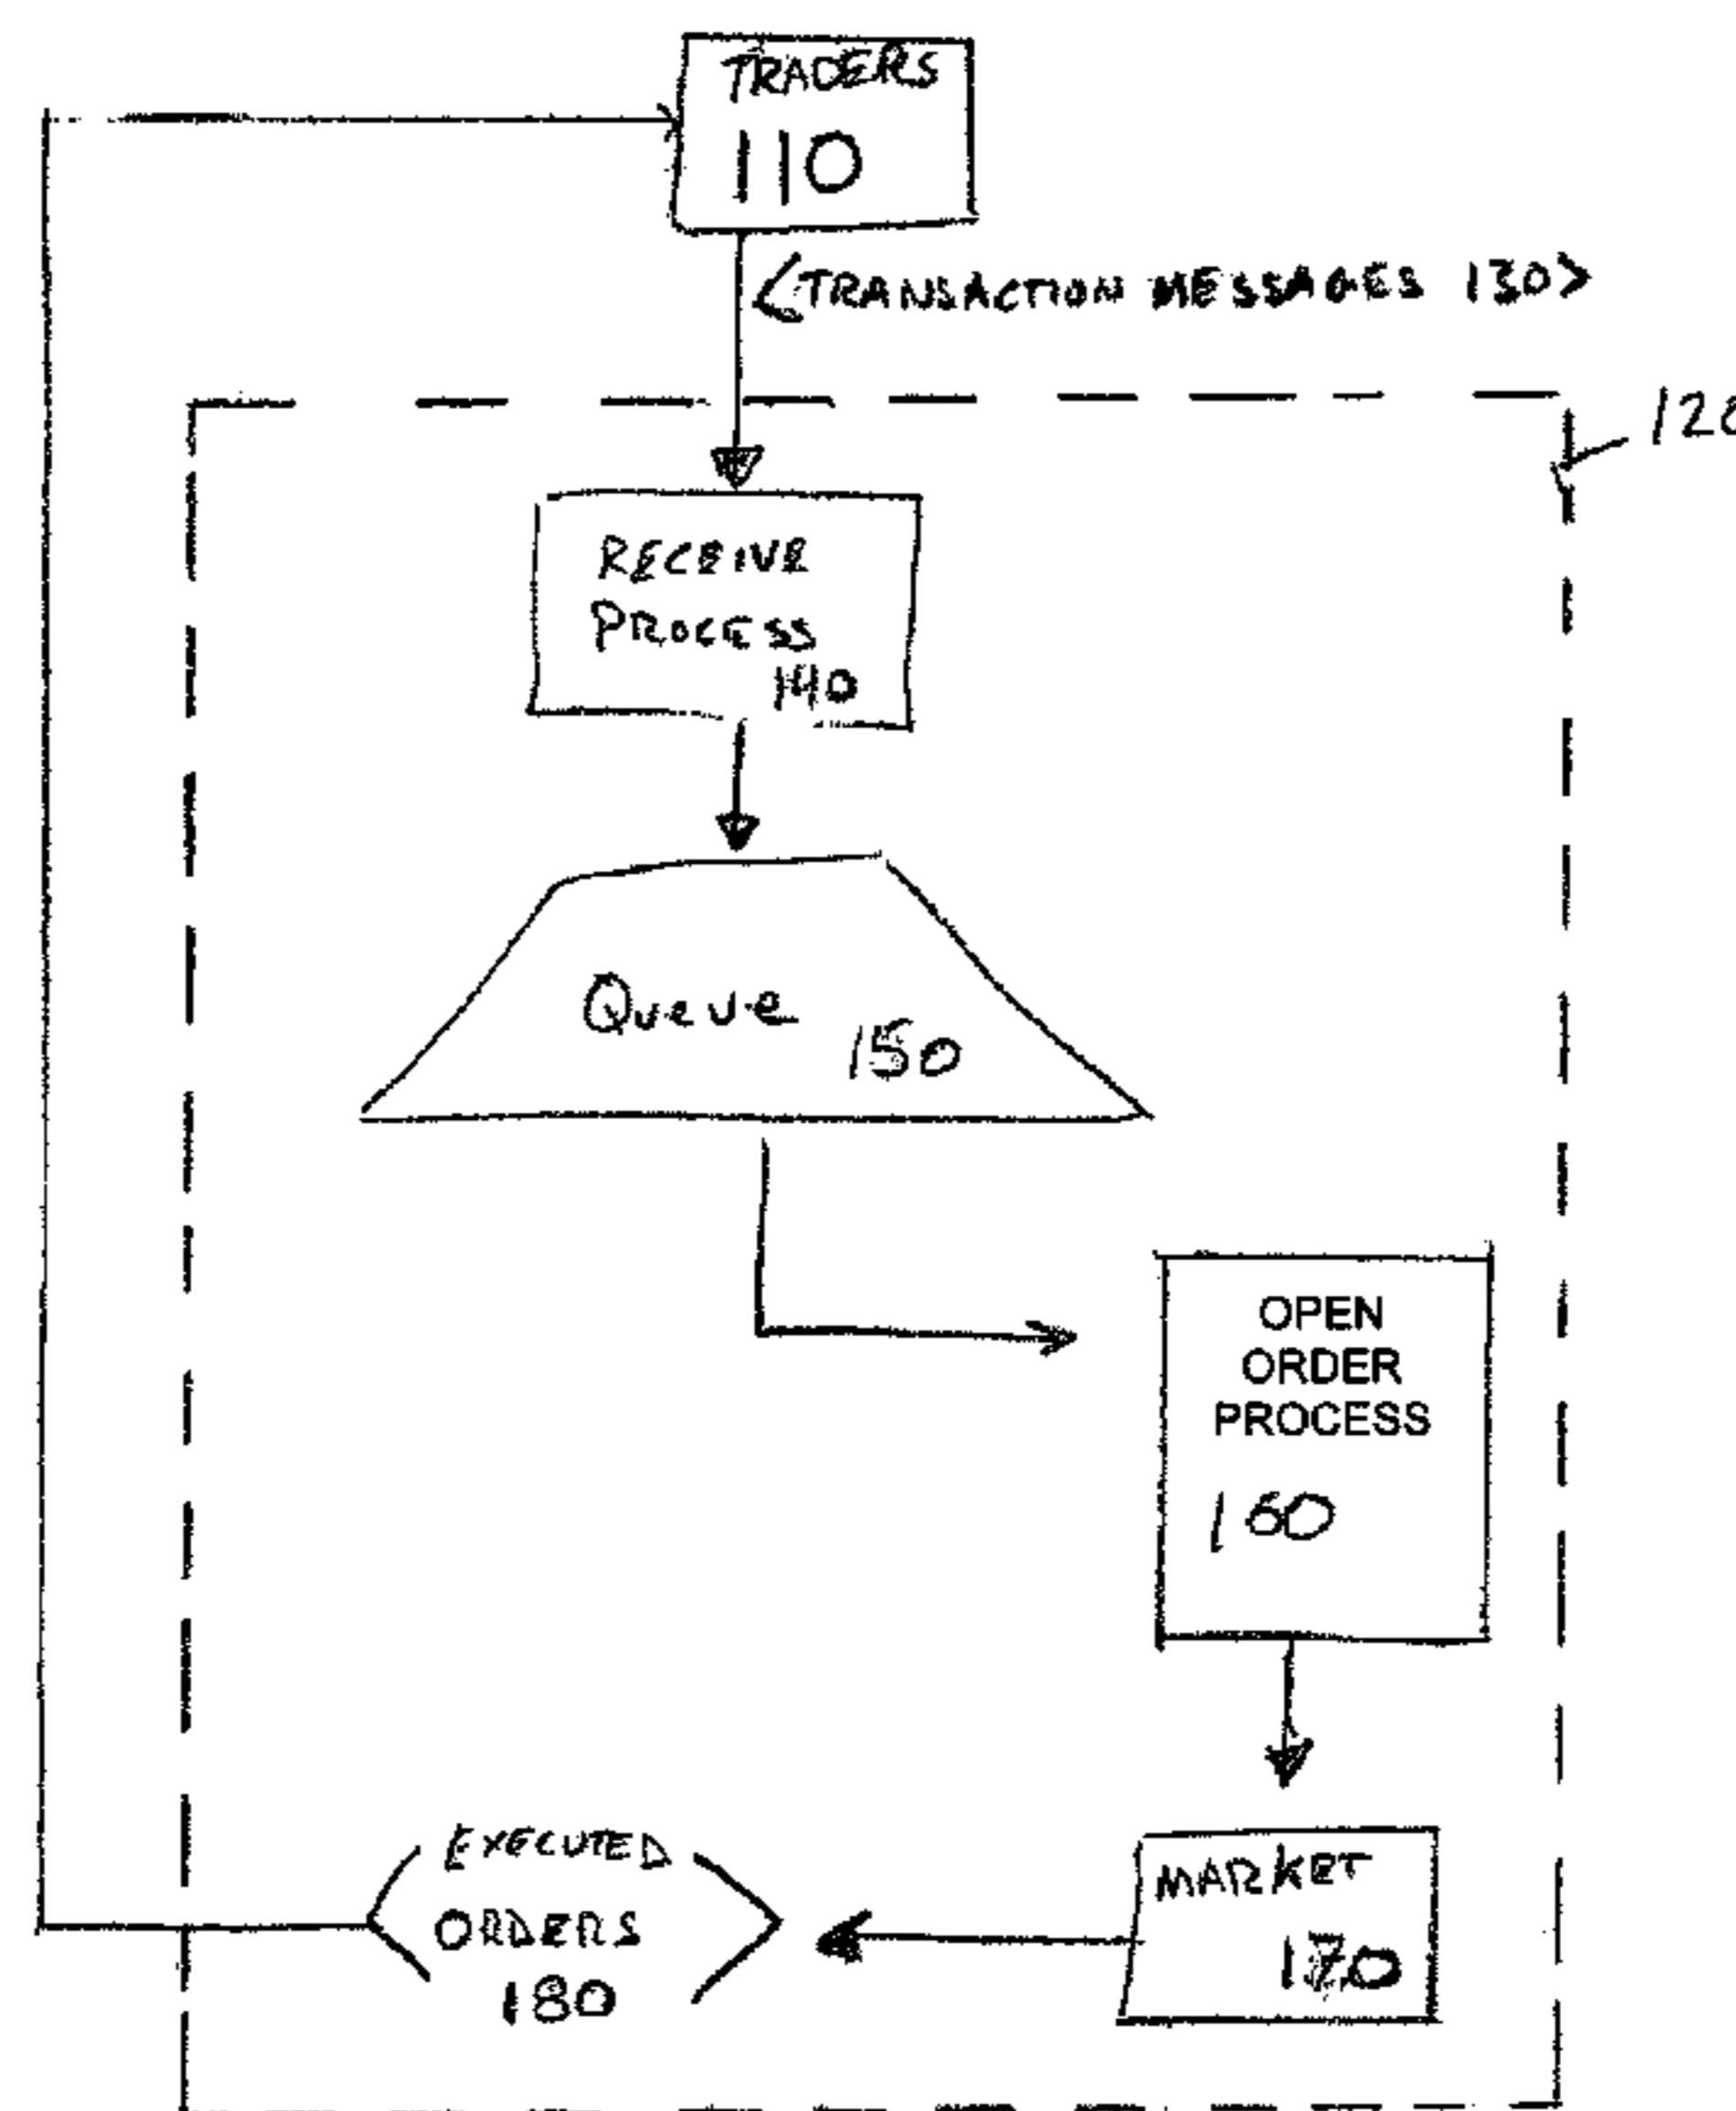 TRADERS
110
<TRANSACTION MESSAGES 130>
RECEIVE
PROCESS
140
Queue
150
OPEN
ORDER
PROCESS
160
EXECUTED
ORDERS
180
MARKET
170